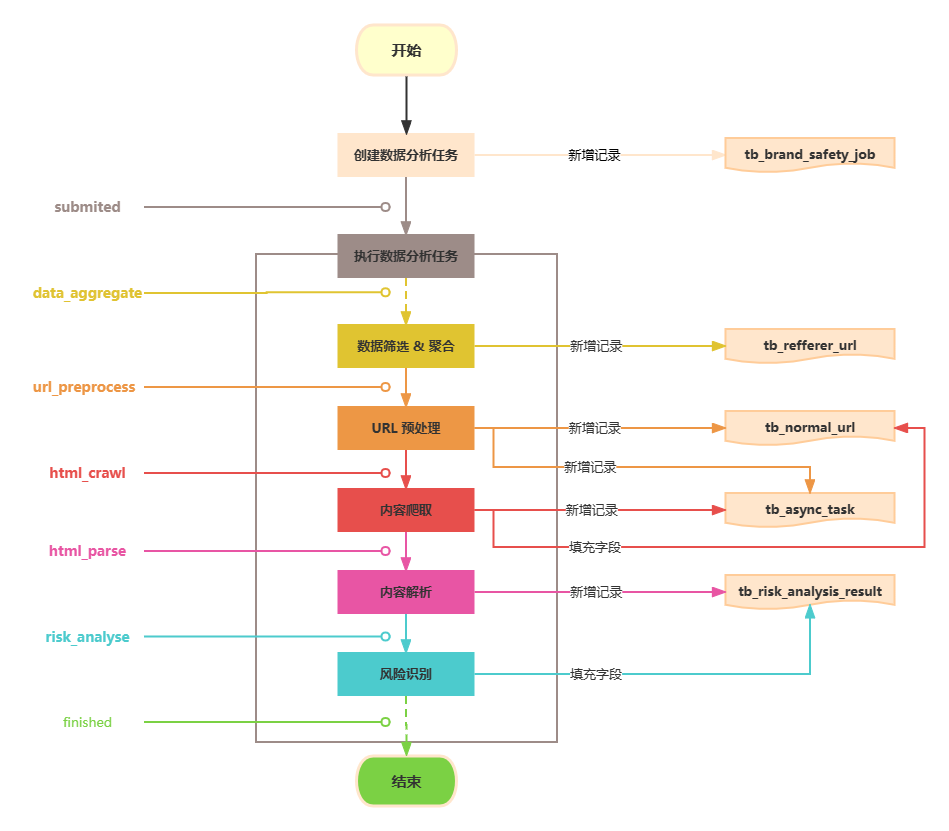 开始
创建数据分析任务
新增记录
tb_brand_safety_job
submited
执行数据分析任务
data_aggregate
数据筛选 & 聚合
新增记录
tb_refferer_url
url_preprocess
URL 预处理
新增记录
tb_normal_url
新增记录
html_crawl
内容爬取
新增记录
tb_async_task
填充字段
html_parse
内容解析
新增记录
tb_risk_analysis_result
risk_analyse
风险识别
填充字段
finished
结束